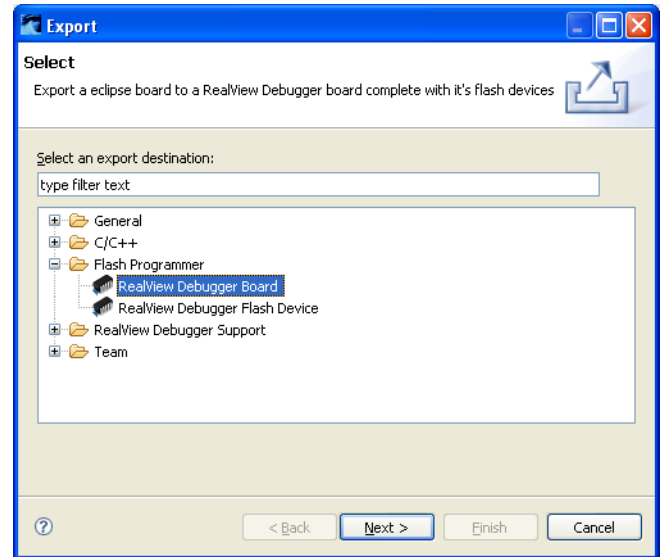 Export
Select
Export a eclipse board to a RealView Debugger board complete with it's flash devices
Select an export destination:
type filter text
General
C/C++
Flash Programmer
RealView Debugger Board
RealView Debugger Flash Device
RealView Debugger Support
Team
? < Back Next > Finish Cancel